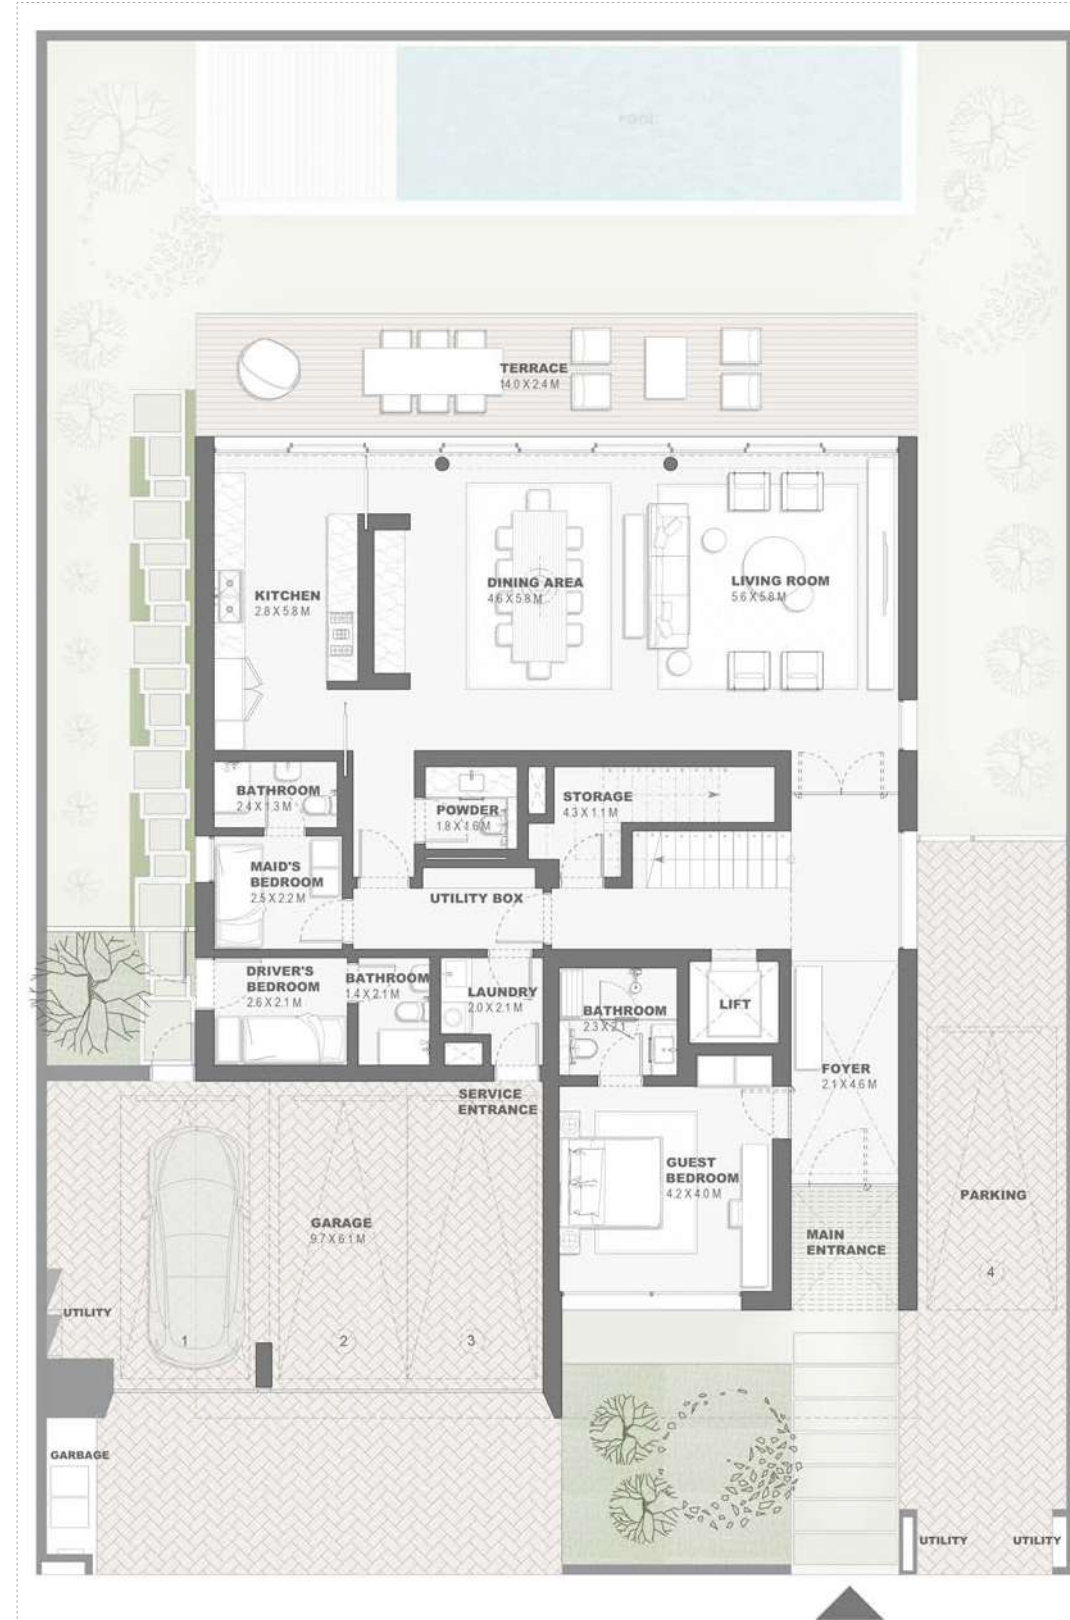 POOL
TERRACE
14.0 X 2.4 M
KITCHEN
2.8 X 5.8 M
DINING AREA
4.6 X 5.8 M
LIVING ROOM
5.6 X 5.8 M
BATHROOM
2.4 X 1.3 M
POWDER
1.8 X 1.6 M
STORAGE
4.3 X 1.1 M
MAID'S
BEDROOM
2.5 X 2.2 M
UTILITY BOX
DRIVER'S
BEDROOM
2.6 X 2.1 M
BATHROOM
1.4 X 2.1 M
LAUNDRY
2.0 X 2.1 M
BATHROOM
2.3 X 2.1
LIFT
FOYER
2.1 X 4.6 M
SERVICE
ENTRANCE
GUEST
BEDROOM
4.2 X 4.0 M
GARAGE
9.7 X 6.1 M
PARKING
4
MAIN
ENTRANCE
UTILITY
1
2
3
GARBAGE
UTILITY
UTILITY